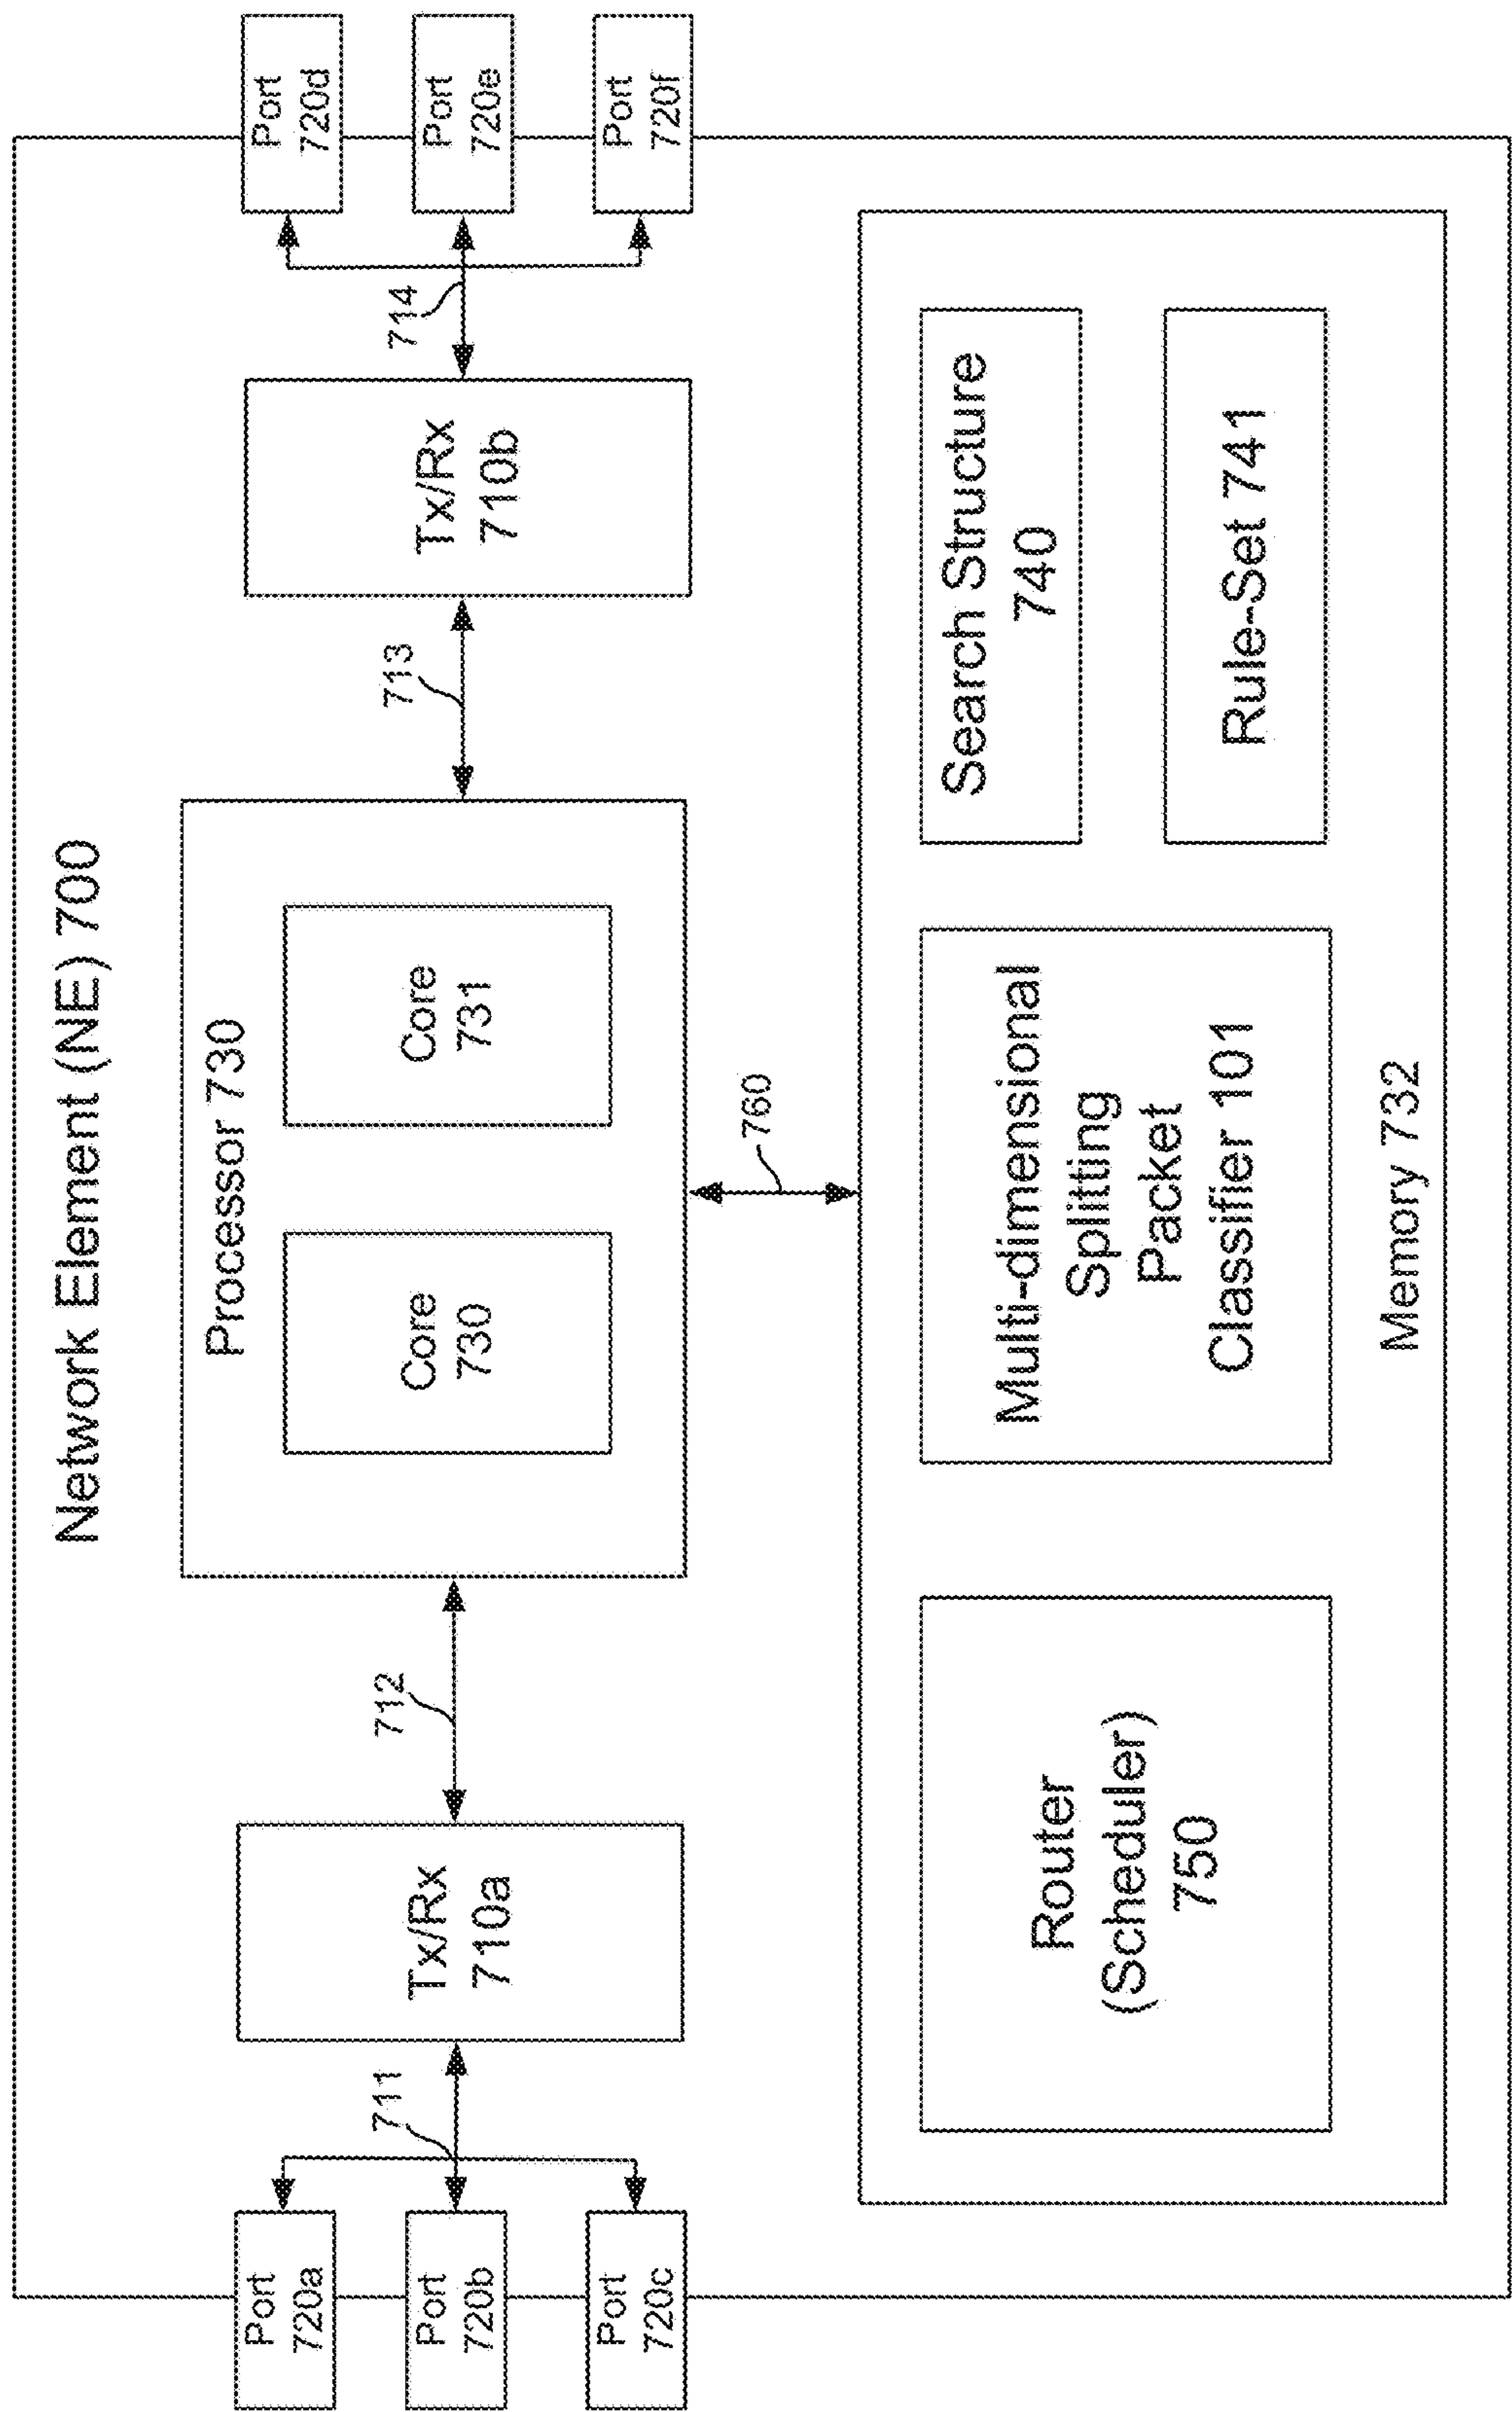 Network Element (NE) 700
Port
720a
Port
720b
Port
720c
711
Tx/Rx
710a
712
Processor 730
Core
730
Core
731
713
Tx/Rx
710b
714
Port
720d
Port
720e
Port
720f
760
Router
(Scheduler)
750
Multi-dimensional
Splitting
Packet
Classifier 101
Search Structure
740
Rule-Set 741
Memory 732